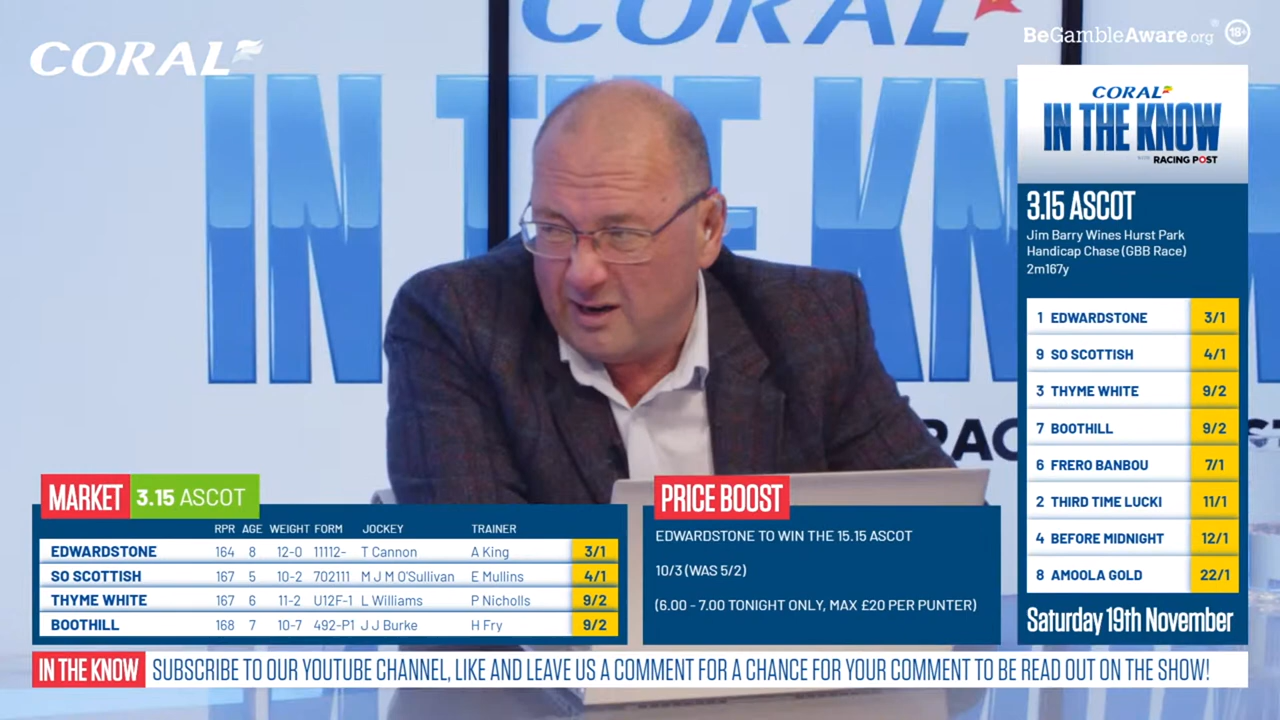 CORAL
CORAL
IN THE KNOW
BeGambleAware.org®
18+
CORAL
IN THE KNOW
WITH RACING POST
3.15 ASCOT
Jim Barry Wines Hurst Park
Handicap Chase (GBB Race)
2m167y
1 EDWARDSTONE 3/1
9 SO SCOTTISH 4/1
3 THYME WHITE 9/2
7 BOOTHILL 9/2
6 FRERO BANBOU 7/1
2 THIRD TIME LUCKI 11/1
4 BEFORE MIDNIGHT 12/1
8 AMOOLA GOLD 22/1
Saturday 19th November
MARKET 3.15 ASCOT
RPR AGE WEIGHT FORM JOCKEY TRAINER
EDWARDSTONE 164 8 12-0 11112- T Cannon A King 3/1
SO SCOTTISH 167 5 10-2 702111 M J M O'Sullivan E Mullins 4/1
THYME WHITE 167 6 11-2 U12F-1 L Williams P Nicholls 9/2
BOOTHILL 168 7 10-7 492-P1 J J Burke H Fry 9/2
PRICE BOOST
EDWARDSTONE TO WIN THE 15.15 ASCOT
10/3 (WAS 5/2)
(6.00 - 7.00 TONIGHT ONLY, MAX £20 PER PUNTER)
IN THE KNOW SUBSCRIBE TO OUR YOUTUBE CHANNEL, LIKE AND LEAVE US A COMMENT FOR A CHANCE FOR YOUR COMMENT TO BE READ OUT ON THE SHOW!